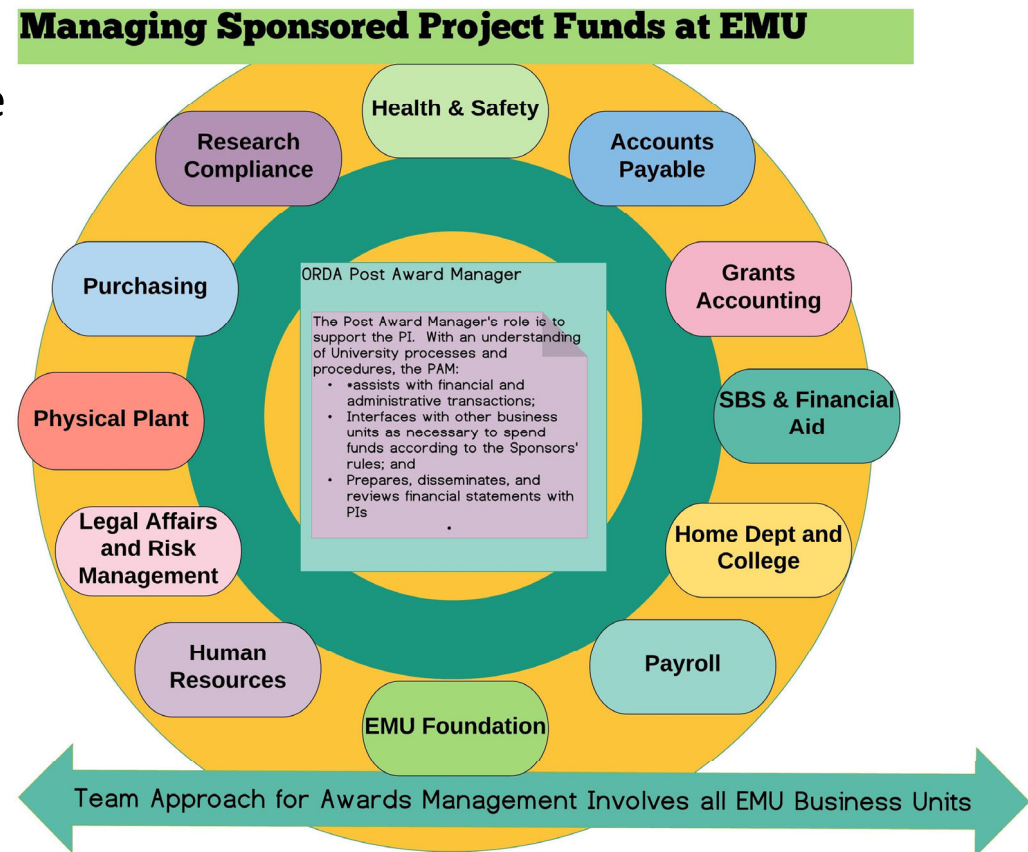 Managing Sponsored Project Funds at EMU
e
Health & Safety
Research
Compliance
Accounts
Payable
Purchasing
Grants
Accounting
ORDA Post Award Manager
The Post Award Manager's role is to
support the PI. With an understanding
of University processes and
procedures, the PAM:
• •assists with financial and
administrative transactions;
• Interfaces with other business
units as necessary to spend
funds according to the Sponsors'
rules; and
• Prepares, disseminates, and
reviews financial statements with
PIs
•
Physical Plant
SBS & Financial
Aid
Legal Affairs
and Risk
Management
Home Dept and
College
Human
Resources
Payroll
EMU Foundation
Team Approach for Awards Management Involves all EMU Business Units